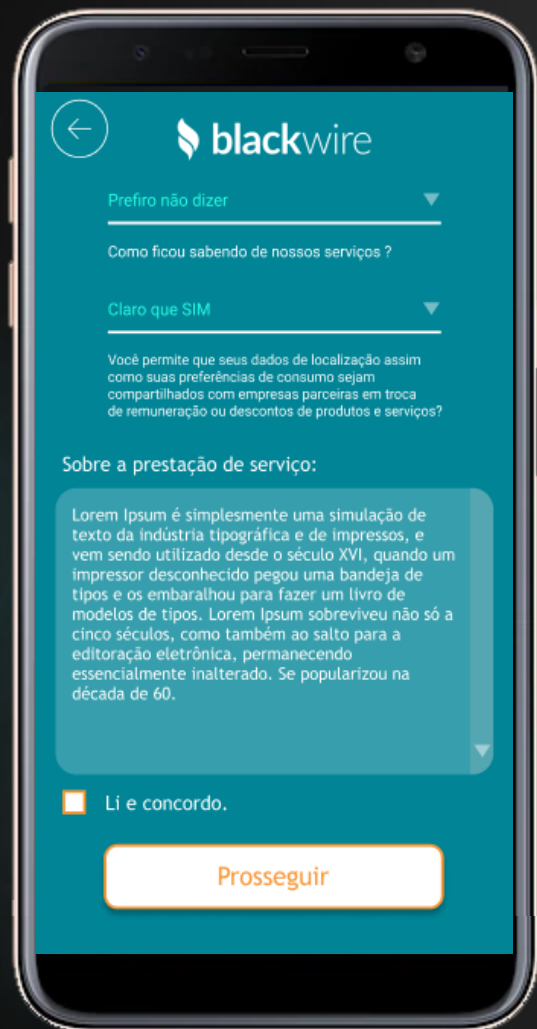 blackwire
Prefiro não dizer
Como ficou sabendo de nossos serviços ?
Claro que SIM
Você permite que seus dados de localização assim
como suas preferências de consumo sejam
compartilhados com empresas parceiras em troca
de remuneração ou descontos de produtos e serviços?
Sobre a prestação de serviço:
Lorem Ipsum é simplesmente uma simulação de
texto da indústria tipográfica e de impressos, e
vem sendo utilizado desde o século XVI, quando um
impressor desconhecido pegou uma bandeja de
tipos e os embaralhou para fazer um livro de
modelos de tipos. Lorem Ipsum sobreviveu não só a
cinco séculos, como também ao salto para a
editoração eletrônica, permanecendo
essencialmente inalterado. Se popularizou na
década de 60.
Li e concordo.
Prosseguir